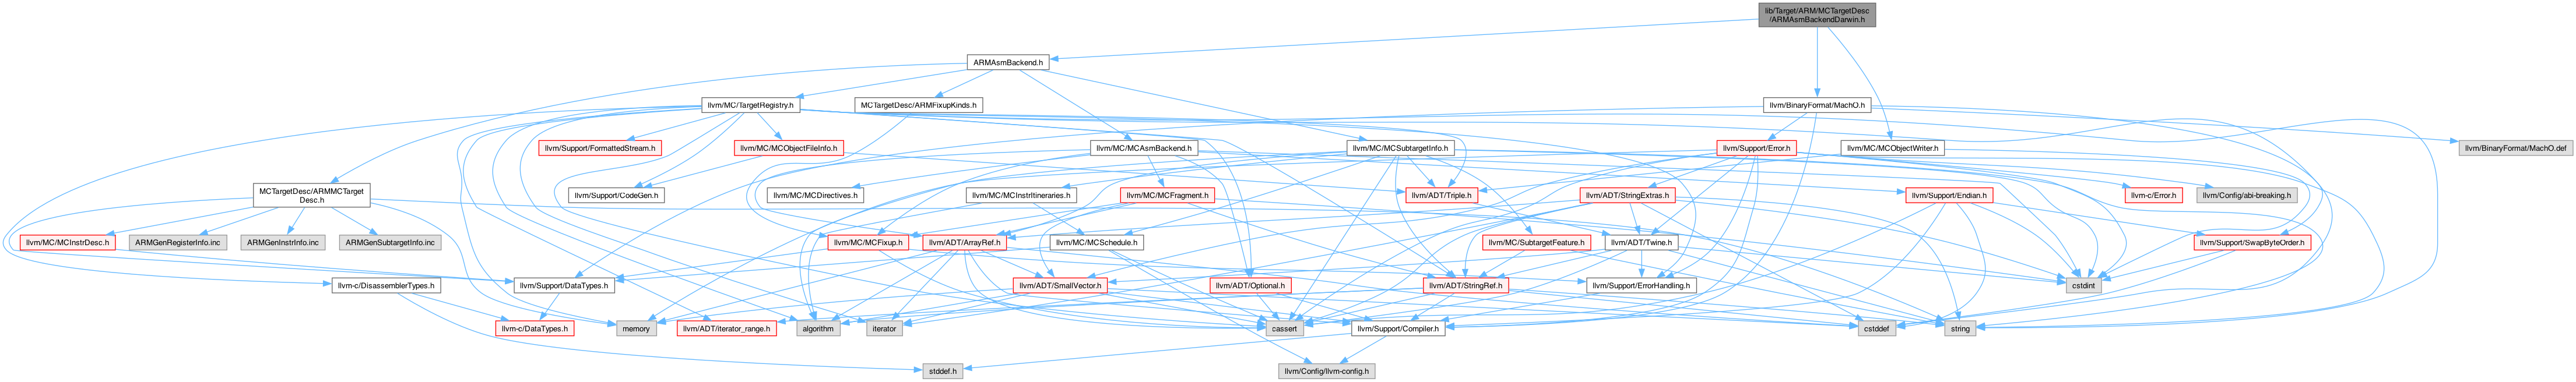 lib/Target/ARM/MCTargetDesc
/ARMAsmBackendDarwin.h
ARMAsmBackend.h
llvm/MC/TargetRegistry.h
MCTargetDesc/ARMFixupKinds.h
llvm/BinaryFormat/MachO.h
llvm/Support/FormattedStream.h
llvm/MC/MCObjectFileInfo.h
llvm/MC/MCAsmBackend.h
llvm/MC/MCSubtargetInfo.h
llvm/Support/Error.h
llvm/MC/MCObjectWriter.h
llvm/BinaryFormat/MachO.def
MCTargetDesc/ARMMCTarget
Desc.h
llvm/Support/CodeGen.h
llvm/MC/MCDirectives.h
llvm/MC/MCInstrItineraries.h
llvm/MC/MCFragment.h
llvm/ADT/Triple.h
llvm/ADT/StringExtras.h
llvm/Support/Endian.h
llvm-c/Error.h
llvm/Config/abi-breaking.h
llvm/MC/MCInstrDesc.h
ARMGenRegisterInfo.inc
ARMGenInstrInfo.inc
ARMGenSubtargetInfo.inc
llvm/MC/MCFixup.h
llvm/ADT/ArrayRef.h
llvm/MC/MCSchedule.h
llvm/MC/SubtargetFeature.h
llvm/ADT/Twine.h
llvm/Support/SwapByteOrder.h
llvm-c/DisassemblerTypes.h
llvm/Support/DataTypes.h
llvm/ADT/SmallVector.h
llvm/ADT/Optional.h
llvm/ADT/StringRef.h
llvm/Support/ErrorHandling.h
cstdint
llvm-c/DataTypes.h
memory
llvm/ADT/iterator_range.h
algorithm
iterator
cassert
llvm/Support/Compiler.h
cstddef
string
stddef.h
llvm/Config/llvm-config.h